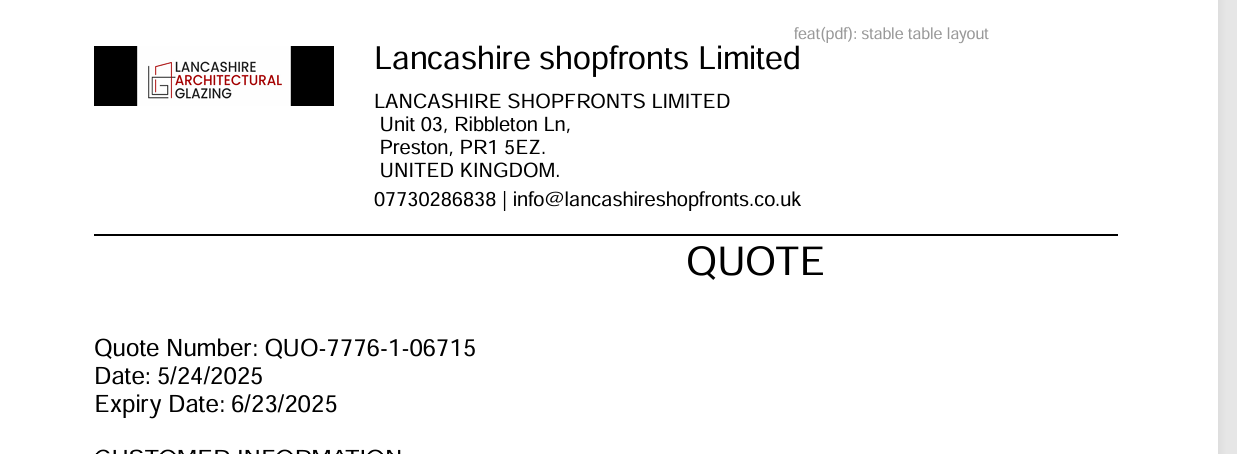 feat(pdf): stable table layout
LANCASHIRE
ARCHITECTURAL
GLAZING
Lancashire shopfronts Limited
LANCASHIRE SHOPFRONTS LIMITED
Unit 03, Ribbleton Ln,
Preston, PR1 5EZ.
UNITED KINGDOM.
07730286838 | info@lancashireshopfronts.co.uk
QUOTE
Quote Number: QUO-7776-1-06715
Date: 5/24/2025
Expiry Date: 6/23/2025
CUSTOMER INFORMATION